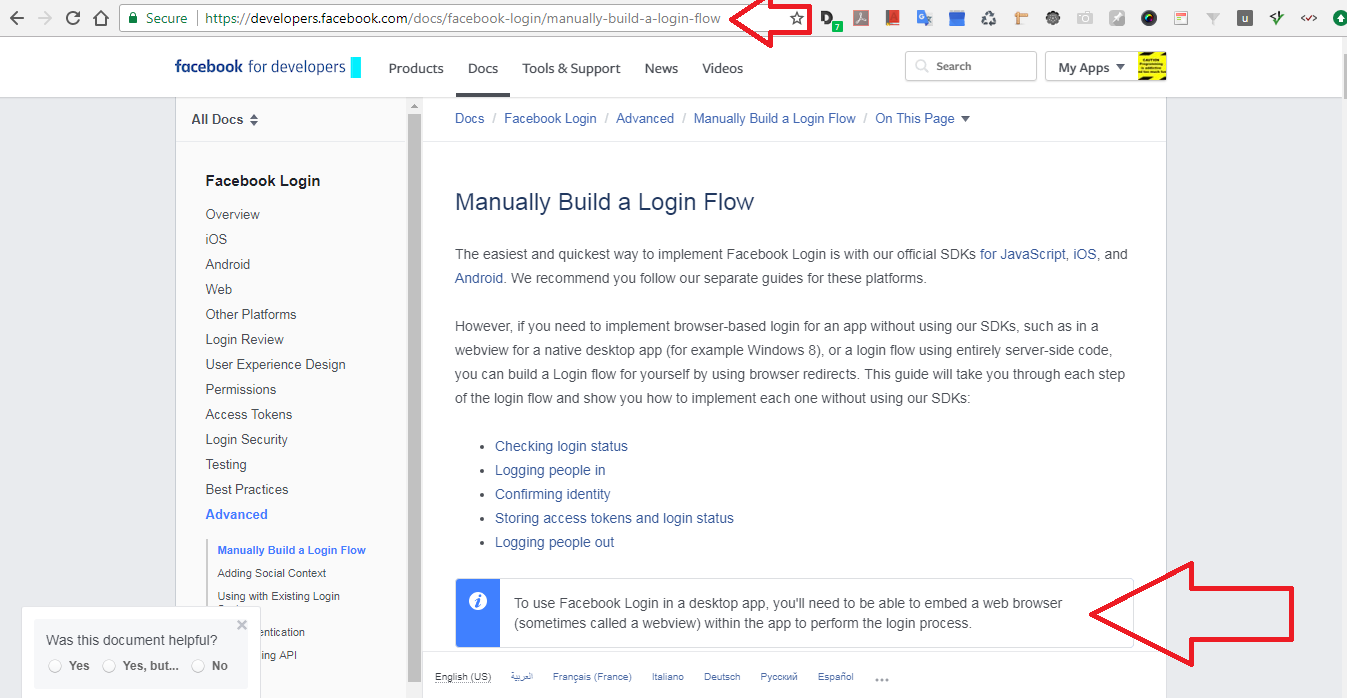 Secure https://developers.facebook.com/docs/facebook-login/manually-build-a-login-flow
D 7 u
facebook for developers Products Docs Tools & Support News Videos Search My Apps
CAUTION
All Docs
Docs / Facebook Login / Advanced / Manually Build a Login Flow / On This Page
Facebook Login
Overview
iOS
Android
Web
Other Platforms
Login Review
User Experience Design
Permissions
Access Tokens
Login Security
Testing
Best Practices
Advanced
Manually Build a Login Flow
Adding Social Context
Using with Existing Login
entication
ing API
Manually Build a Login Flow
The easiest and quickest way to implement Facebook Login is with our official SDKs for JavaScript, iOS, and
Android. We recommend you follow our separate guides for these platforms.
However, if you need to implement browser-based login for an app without using our SDKs, such as in a
webview for a native desktop app (for example Windows 8), or a login flow using entirely server-side code,
you can build a Login flow for yourself by using browser redirects. This guide will take you through each step
of the login flow and show you how to implement each one without using our SDKs:
• Checking login status
• Logging people in
• Confirming identity
• Storing access tokens and login status
• Logging people out
i To use Facebook Login in a desktop app, you'll need to be able to embed a web browser
(sometimes called a webview) within the app to perform the login process.
Was this document helpful?
Yes Yes, but... No
English (US) العربية Français (France) Italiano Deutsch Русский Español ...